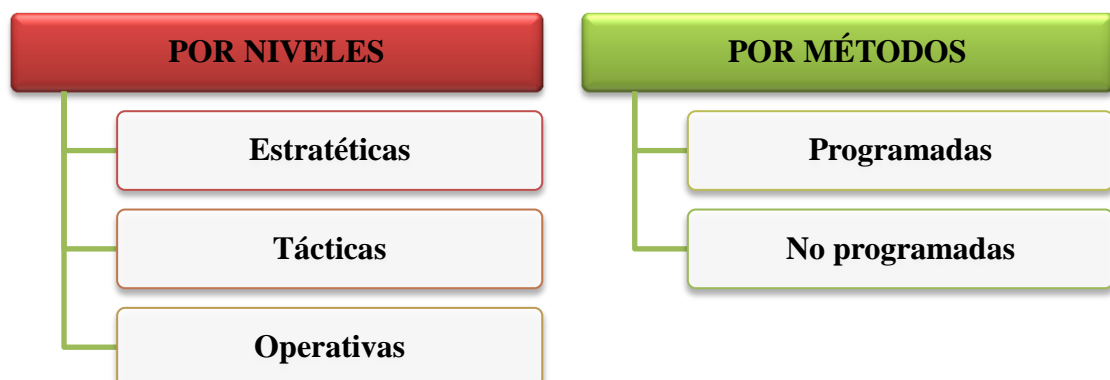 POR NIVELES
Estratéticas
Tácticas
Operativas
POR MÉTODOS
Programadas
No programadas